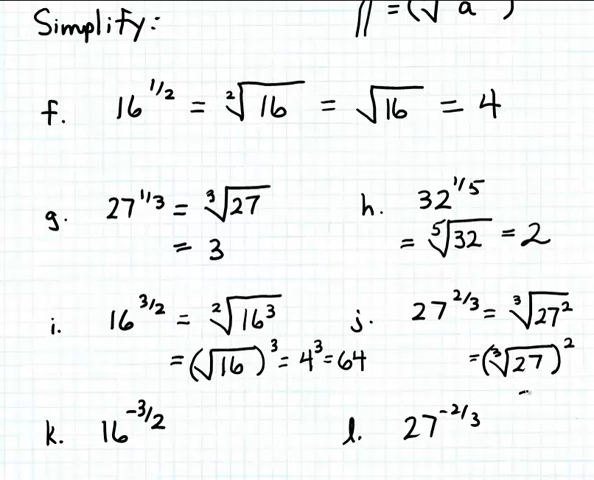 Simplify: || = (√ a )
f. 16^{1/2} = ²√16 = √16 = 4
g. 27^{1/3} = ³√27 h. 32^{1/5}
= 3 = ⁵√32 = 2
i. 16^{3/2} = ²√16³ j. 27^{2/3} = ³√27²
= (√16)³ = 4³ = 64 = (³√27)²
k. 16^{-3/2} l. 27^{-2/3}